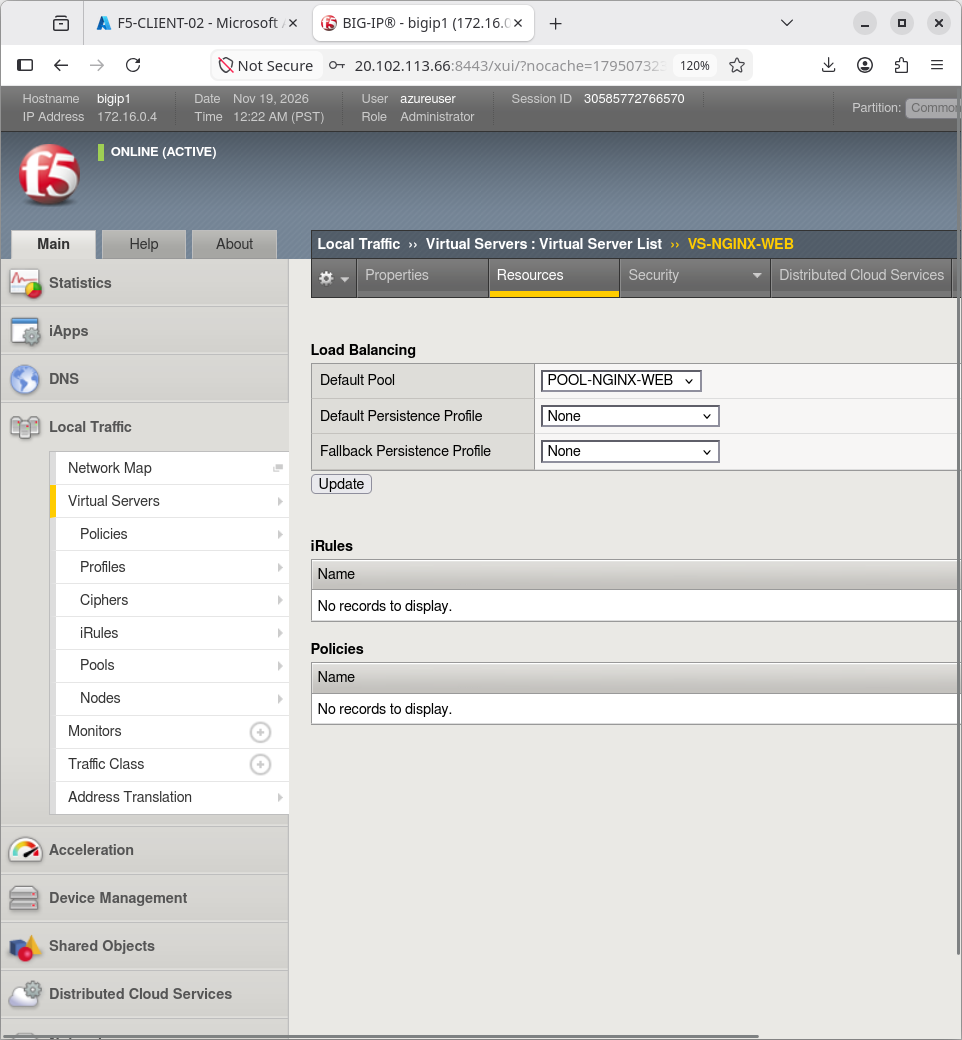 F5-CLIENT-02 - Microsoft
BIG-IP® - bigip1 (172.16.0
Not Secure
20.102.113.66:8443/xui/?nocache=179507323
120%
Hostname bigip1
IP Address 172.16.0.4
Date Nov 19, 2026
Time 12:22 AM (PST)
User azureuser
Role Administrator
Session ID 30585772766570
Partition: Common
f5
ONLINE (ACTIVE)
Main
Help
About
Local Traffic ›› Virtual Servers : Virtual Server List ›› VS-NGINX-WEB
Properties
Resources
Security
Distributed Cloud Services
Statistics
iApps
DNS
Local Traffic
Network Map
Virtual Servers
Policies
Profiles
Ciphers
iRules
Pools
Nodes
Monitors
Traffic Class
Address Translation
Acceleration
Device Management
Shared Objects
Distributed Cloud Services
Load Balancing
Default Pool POOL-NGINX-WEB
Default Persistence Profile None
Fallback Persistence Profile None
Update
iRules
Name
No records to display.
Policies
Name
No records to display.